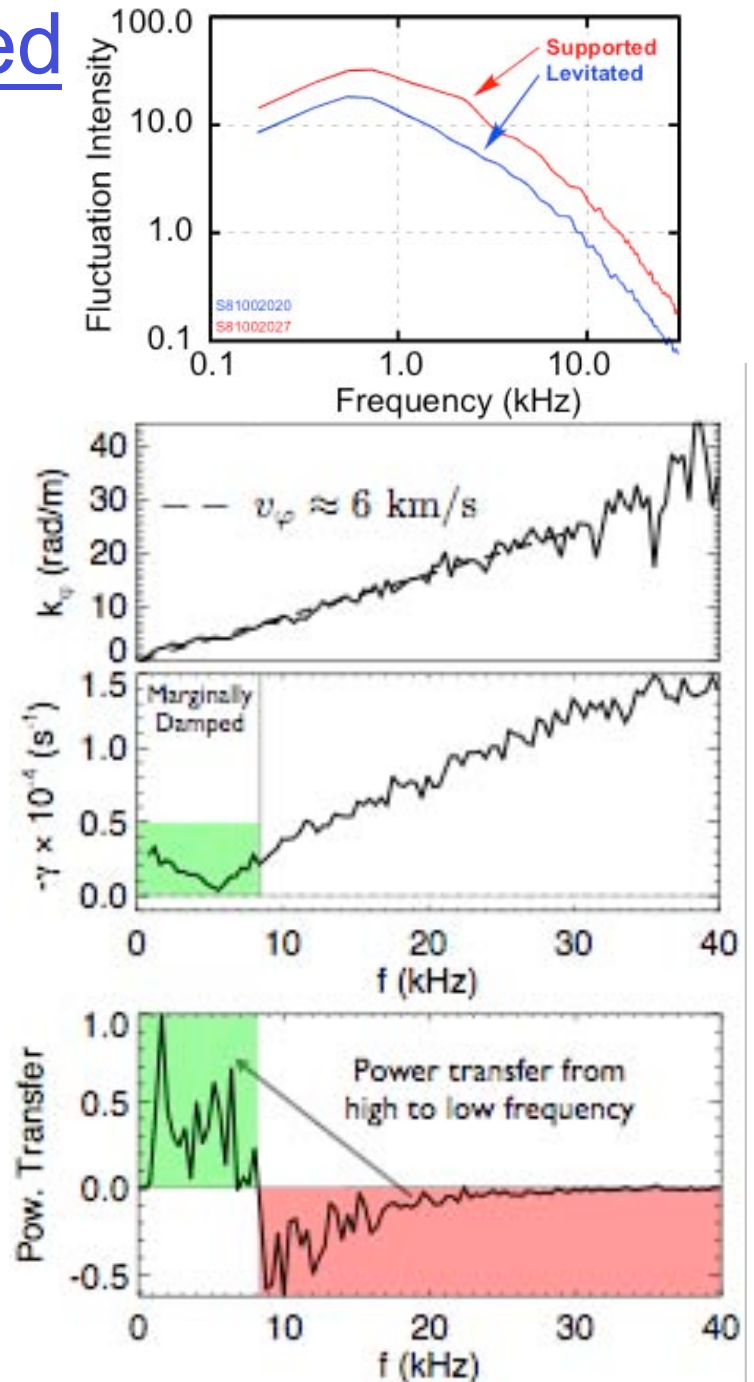 ed
100.0
10.0
1.0
0.1
Fluctuation Intensity
Supported
Levitated
S81002020
S81002027
0.1 1.0 10.0
Frequency (kHz)
40
30
20
10
0
kφ (rad/m)
vφ ≈ 6 km/s
1.5
1.0
0.5
0.0
-γ × 10⁻⁴ (s⁻¹)
Marginally
Damped
0 10 20 30 40
f (kHz)
1.0
0.5
0.0
-0.5
Pow. Transfer
Power transfer from
high to low frequency
0 10 20 30 40
f (kHz)